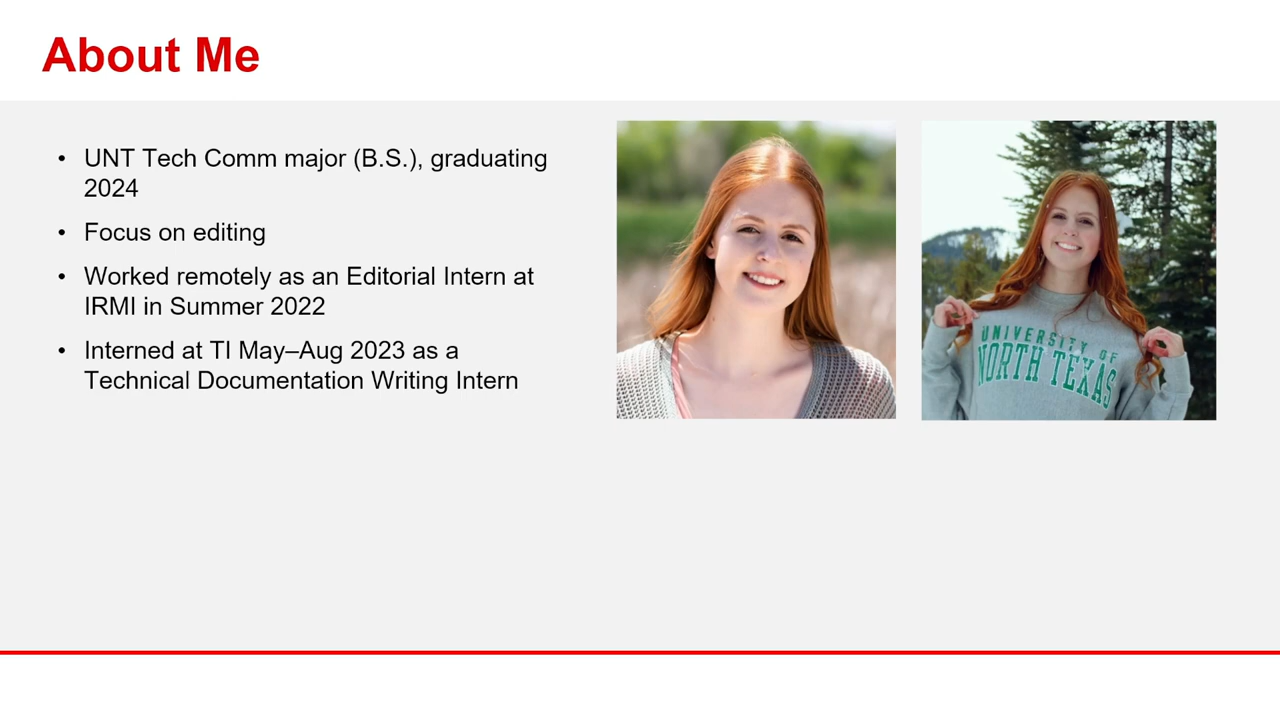 About Me
• UNT Tech Comm major (B.S.), graduating
2024
• Focus on editing
• Worked remotely as an Editorial Intern at
IRMI in Summer 2022
• Interned at TI May–Aug 2023 as a
Technical Documentation Writing Intern
UNIVERSITY OF
NORTH TEXAS